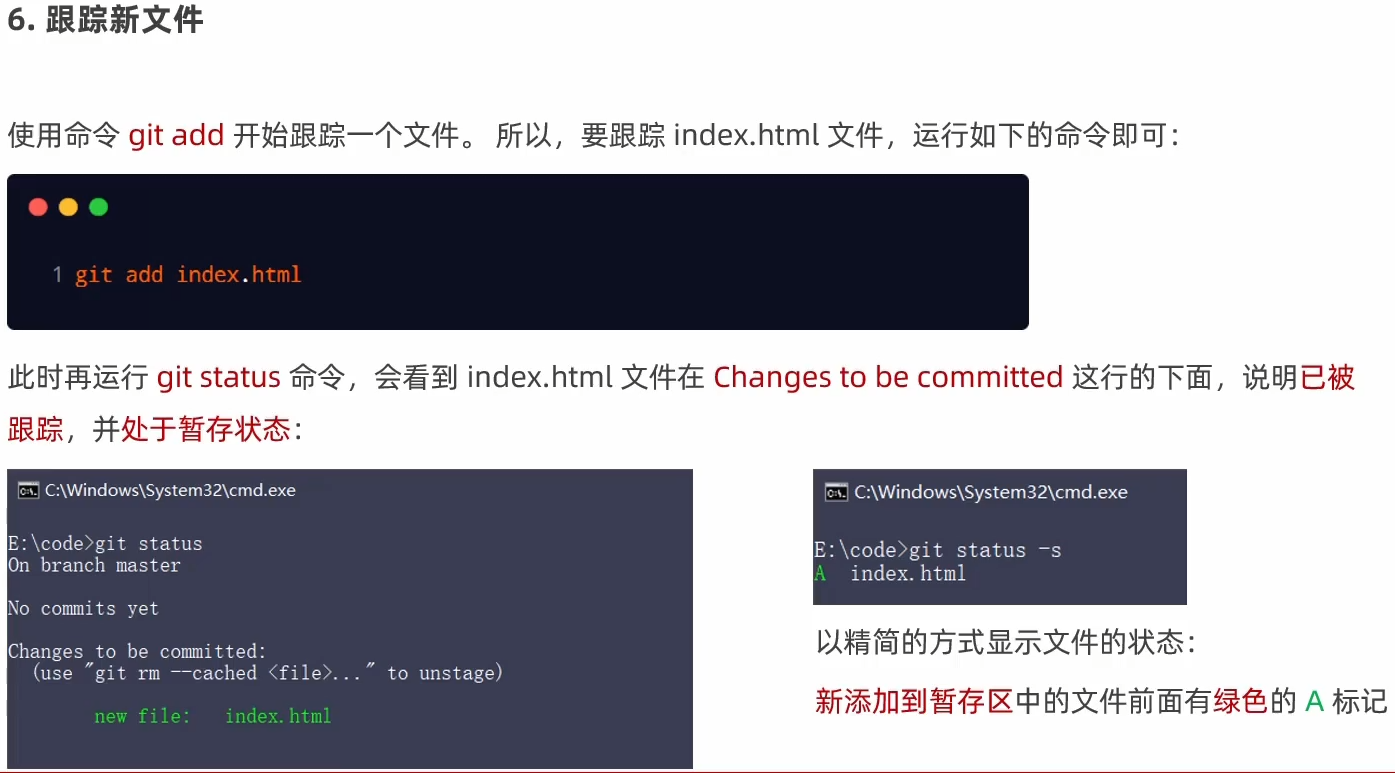 6. 跟踪新文件
使用命令 git add 开始跟踪一个文件。 所以，要跟踪 index.html 文件，运行如下的命令即可：
1 git add index.html
此时再运行 git status 命令，会看到 index.html 文件在 Changes to be committed 这行的下面，说明已被
跟踪，并处于暂存状态：
C:\Windows\System32\cmd.exe
E:\code>git status
On branch master
No commits yet
Changes to be committed:
(use "git rm --cached <file>..." to unstage)
new file: index.html
C:\Windows\System32\cmd.exe
E:\code>git status -s
A index.html
以精简的方式显示文件的状态：
新添加到暂存区中的文件前面有绿色的 A 标记